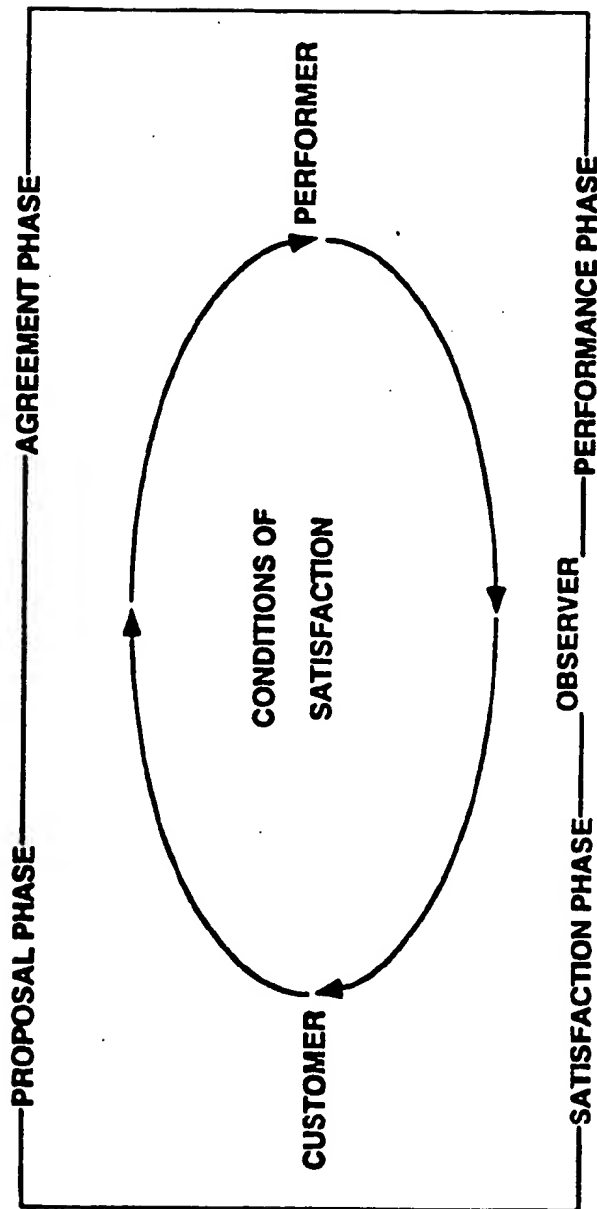 PROPOSAL PHASE
AGREEMENT PHASE
CUSTOMER
CONDITIONS OF
SATISFACTION
PERFORMER
SATISFACTION PHASE
OBSERVER
PERFORMANCE PHASE